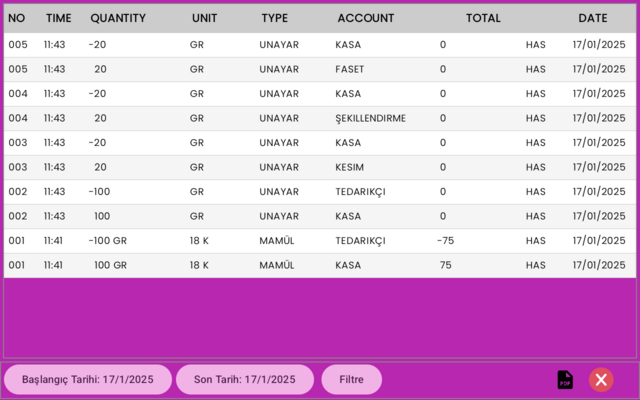 NO TIME QUANTITY UNIT TYPE ACCOUNT TOTAL DATE
005 11:43 -20 GR UNAYAR KASA 0 HAS 17/01/2025
005 11:43 20 GR UNAYAR FASET 0 HAS 17/01/2025
004 11:43 -20 GR UNAYAR KASA 0 HAS 17/01/2025
004 11:43 20 GR UNAYAR ŞEKILLENDIRME 0 HAS 17/01/2025
003 11:43 -20 GR UNAYAR KASA 0 HAS 17/01/2025
003 11:43 20 GR UNAYAR KESIM 0 HAS 17/01/2025
002 11:43 -100 GR UNAYAR TEDARIKÇI 0 HAS 17/01/2025
002 11:43 100 GR UNAYAR KASA 0 HAS 17/01/2025
001 11:41 -100 GR 18 K MAMÜL TEDARIKÇI -75 HAS 17/01/2025
001 11:41 100 GR 18 K MAMÜL KASA 75 HAS 17/01/2025
Başlangıç Tarihi: 17/1/2025 Son Tarih: 17/1/2025 Filtre PDF